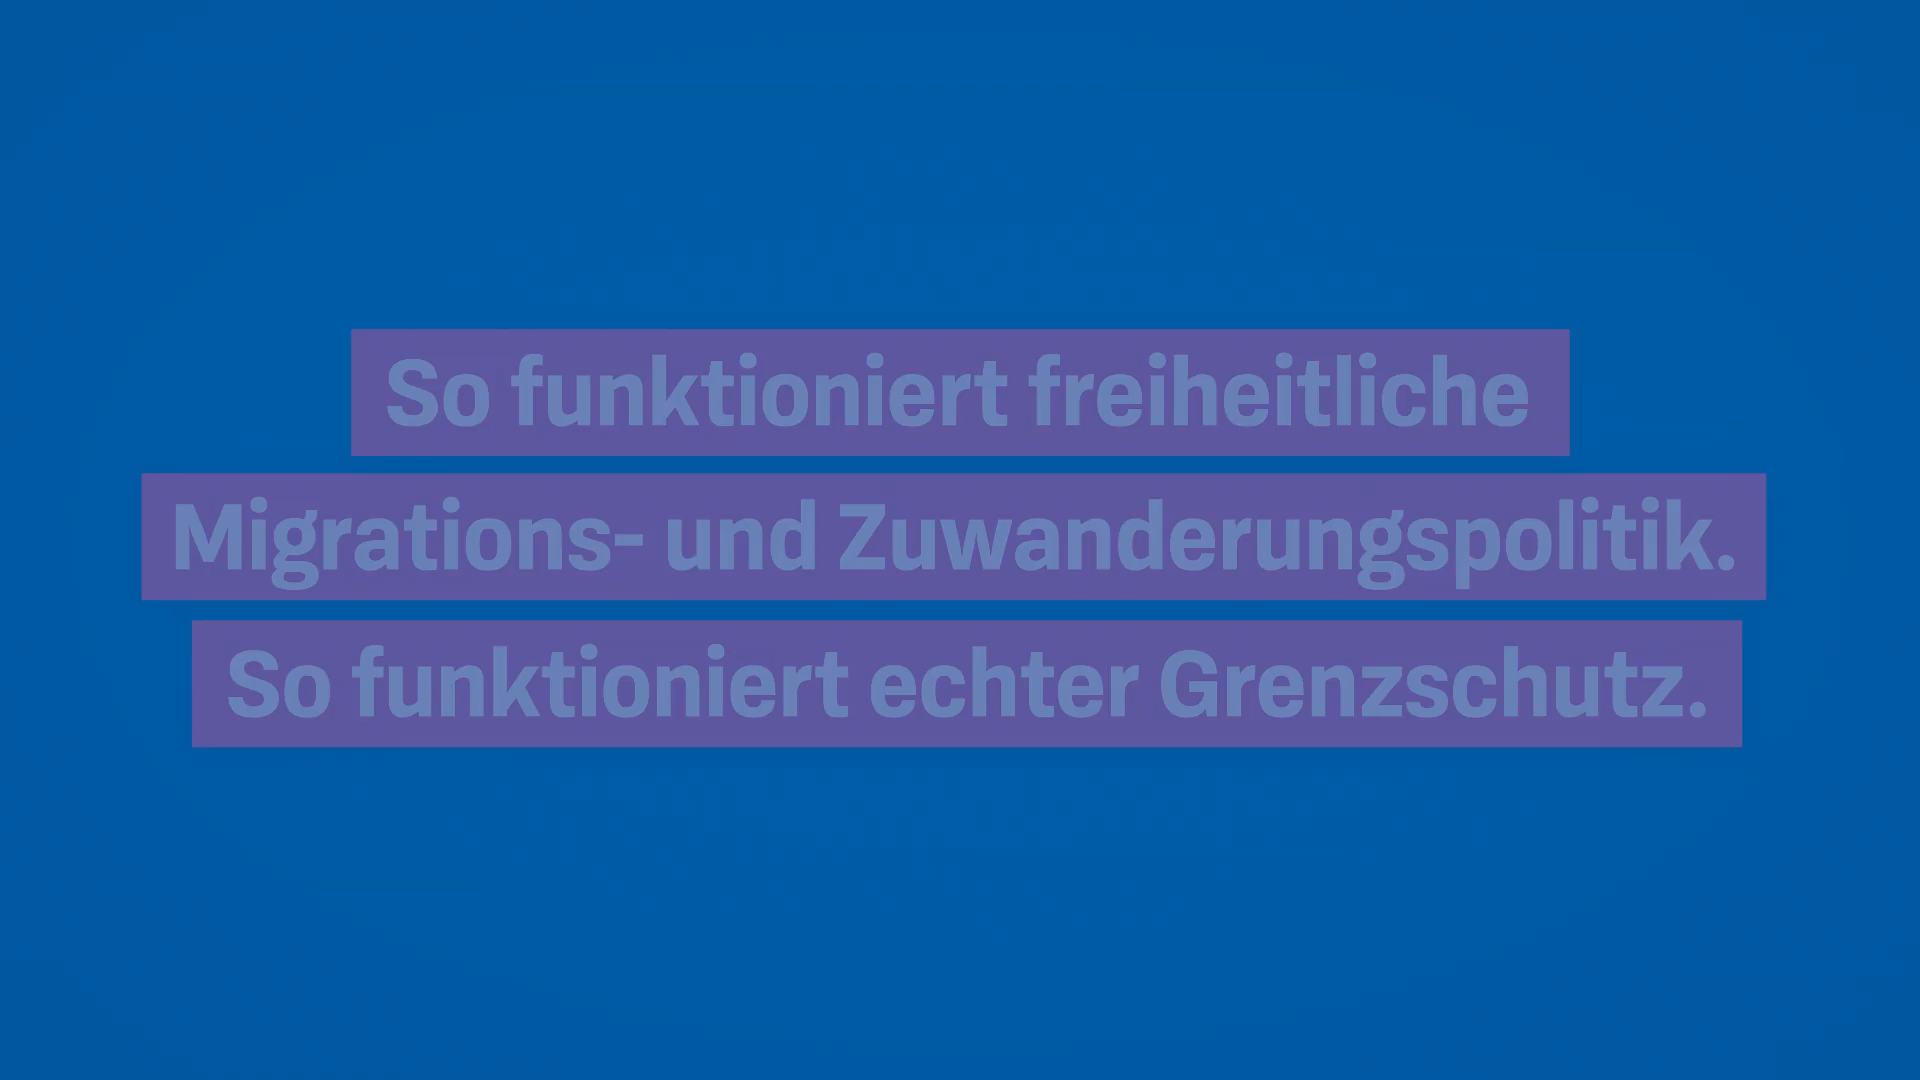 So funktioniert freiheitliche
Migrations- und Zuwanderungspolitik.
So funktioniert echter Grenzschutz.